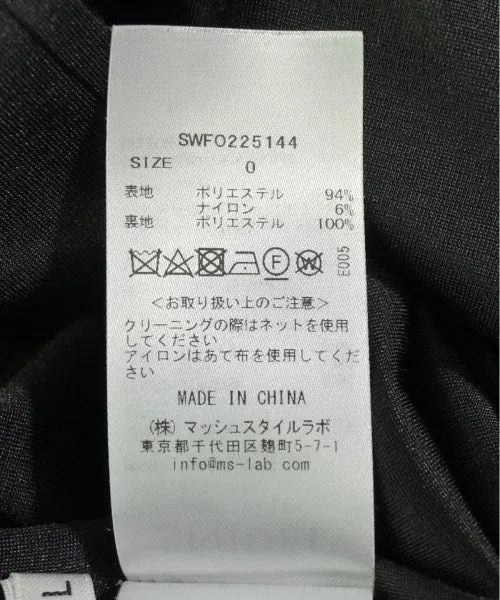 SWFO225144
SIZE 0
表地 ポリエステル 94%
ナイロン 6%
裏地 ポリエステル 100%
F W E005
<お取り扱い上のご注意>
クリーニングの際はネットを使用
してください
アイロンはあて布を使用してくだ
さい
MADE IN CHINA
(株) マッシュスタイルラボ
東京都千代田区麹町5-7-1
info@ms-lab.com